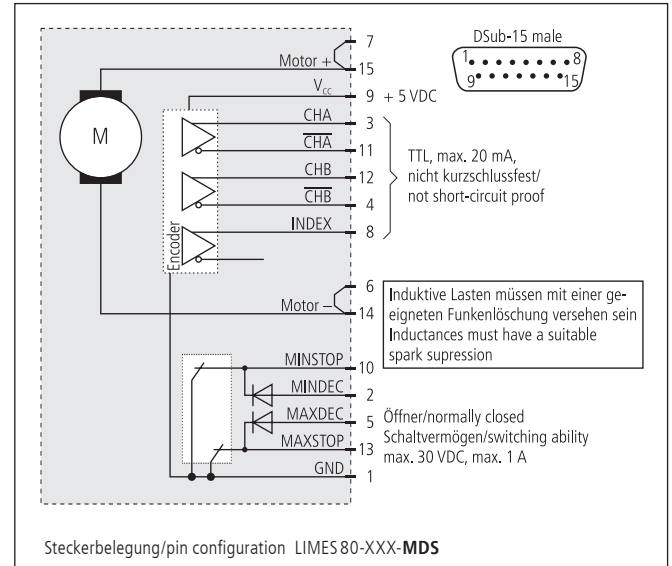 DSub-15 male
1 8
9 15
7
Motor + 15
V_cc 9 + 5 VDC
CHA 3
C̅H̅A̅ 11
CHB 12
C̅H̅B̅ 4
INDEX 8
TTL, max. 20 mA,
nicht kurzschlussfest/
not short-circuit proof
M
Encoder
6
Motor – 14
Induktive Lasten müssen mit einer ge-
eigneten Funkenlöschung versehen sein
Inductances must have a suitable
spark supression
MINSTOP 10
MINDEC 2
MAXDEC 5
MAXSTOP 13
GND 1
Öffner/normally closed
Schaltvermögen/switching ability
max. 30 VDC, max. 1 A
Steckerbelegung/pin configuration LIMES80-XXX-MDS